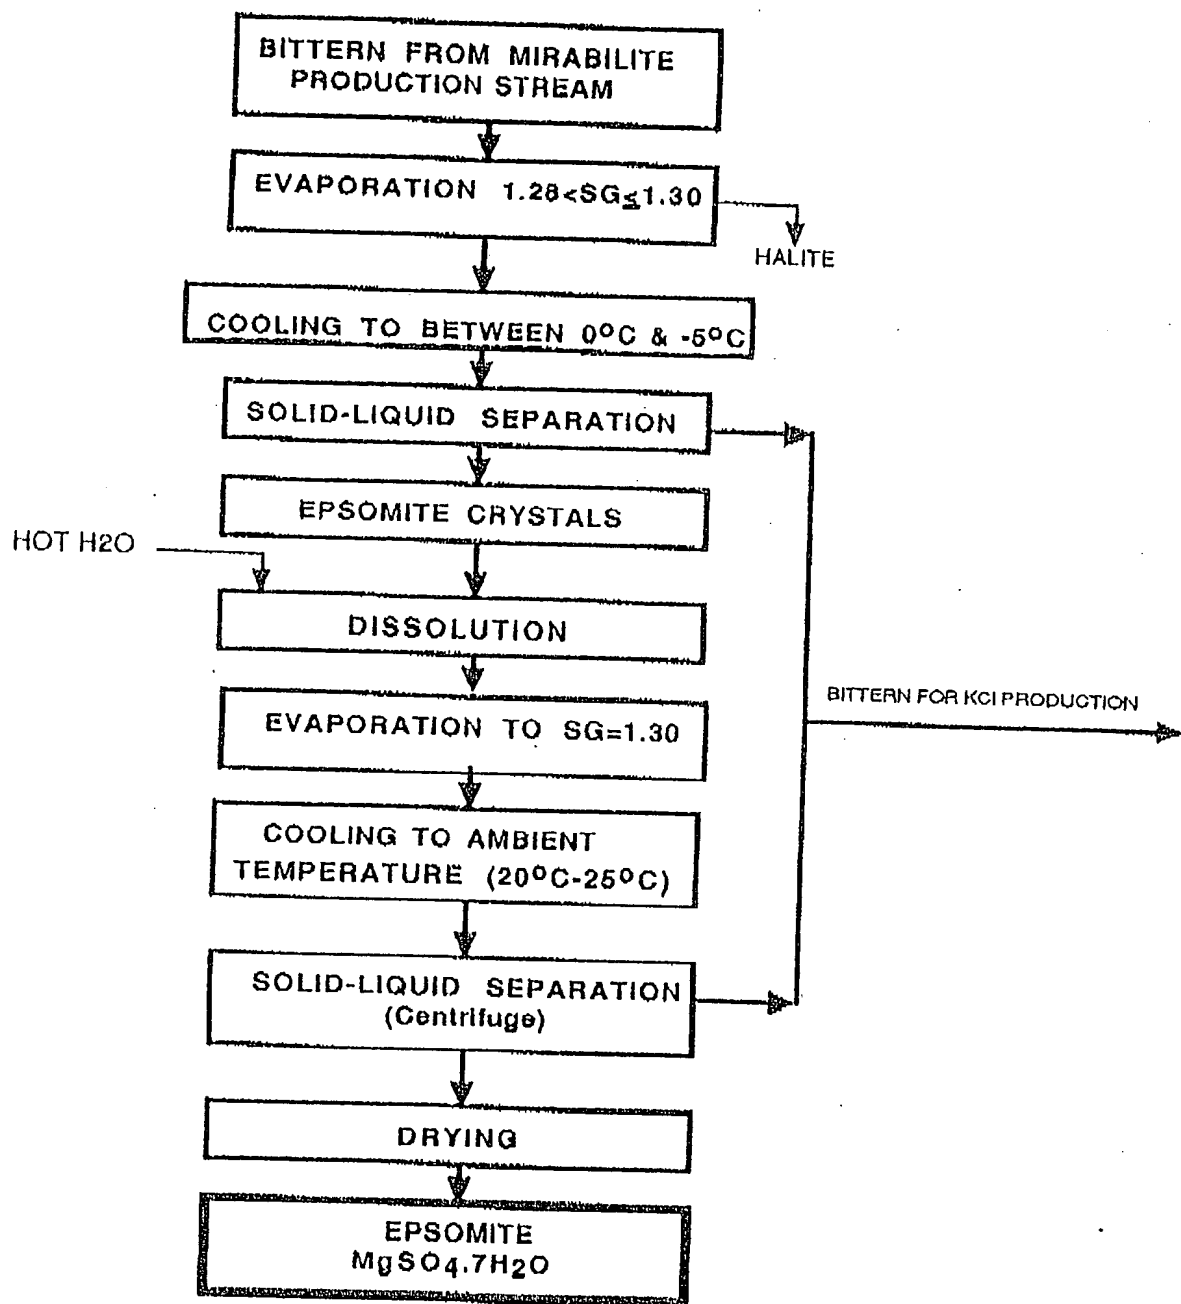 BITTERN FROM MIRABILITE
PRODUCTION STREAM
EVAPORATION 1.28<SG≤1.30
HALITE
COOLING TO BETWEEN 0°C & -5°C
SOLID-LIQUID SEPARATION
EPSOMITE CRYSTALS
HOT H2O
DISSOLUTION
EVAPORATION TO SG=1.30
BITTERN FOR KCl PRODUCTION
COOLING TO AMBIENT
TEMPERATURE (20°C-25°C)
SOLID-LIQUID SEPARATION
(Centrifuge)
DRYING
EPSOMITE
MgSO4.7H2O